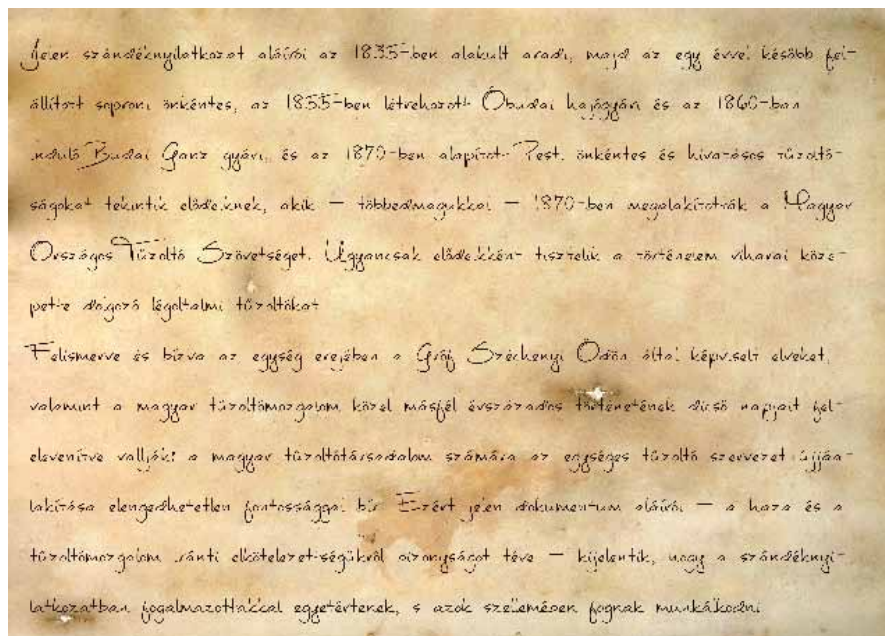 Jelen szándéknyilatkozat aláírói az 1835-ben alakult aradi, majd az egy évvel később fel-
állított soproni önkéntes, az 1855-ben létrehozott Óbudai hajógyári és az 1860-ban
induló Budai Ganz gyári, és az 1870-ben alapított Pesti önkéntes és hivatásos tűzoltó-
ságokat tekintik elődeiknek, akik – többedmagukkal – 1870-ben megalakították a Magyar
Országos Tűzoltó Szövetséget. Ugyancsak elődeikként tisztelik a történelem viharai köze-
pette dolgozó légoltalmi tűzoltókat.
Felismerve és bízva az egység erejében a Gróf Széchenyi Ödön által képviselt elveket,
valamint a magyar tűzoltómozgalom közel másfél évszázados történetének dicső napjait fel-
elevenítve vallják: a magyar tűzoltótársadalom számára az egységes tűzoltó szervezet újjáa-
lakítása elengedhetetlen fontossággal bír. Ezért jelen dokumentum aláírói – a haza és a
tűzoltómozgalom iránti elkötelezettségükről bizonyságot téve – kijelentik, hogy a szándéknyi-
latkozatban fogalmazottakkal egyetértenek, s azok szellemében fognak munkálkodni.